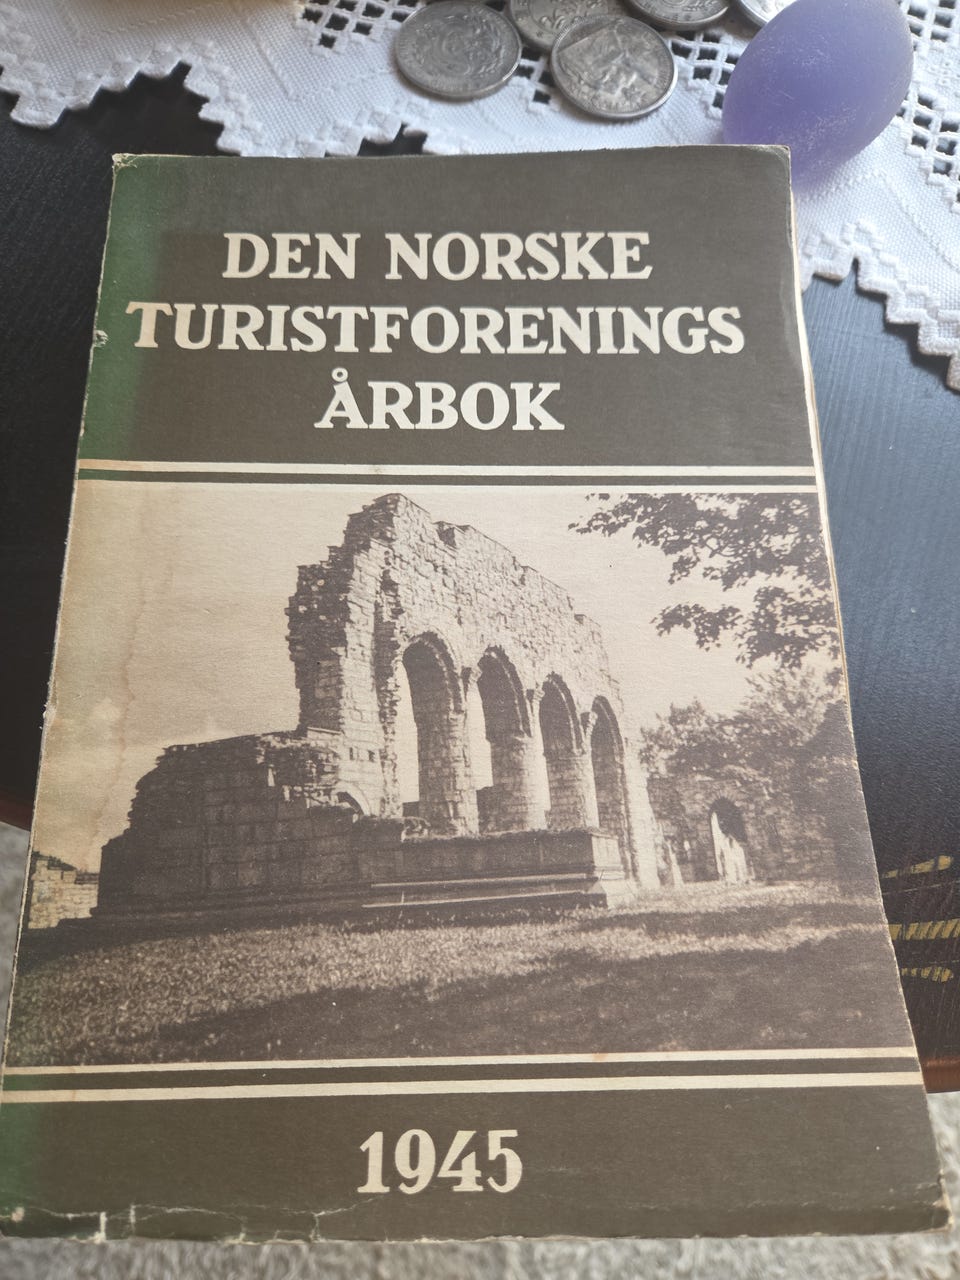 DEN NORSKE
TURISTFORENINGS
ÅRBOK
1945